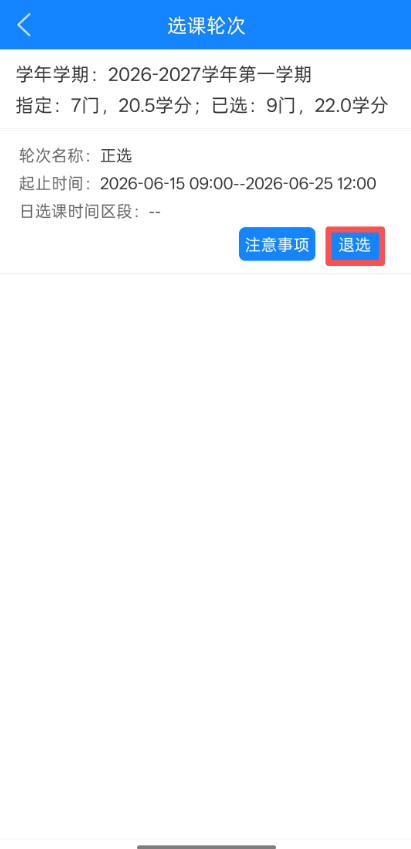 选课轮次
学年学期：2026-2027学年第一学期
指定：7门，20.5学分；已选：9门，22.0学分
轮次名称：正选
起止时间：2026-06-15 09:00--2026-06-25 12:00
日选课时间区段：--
注意事项 退选